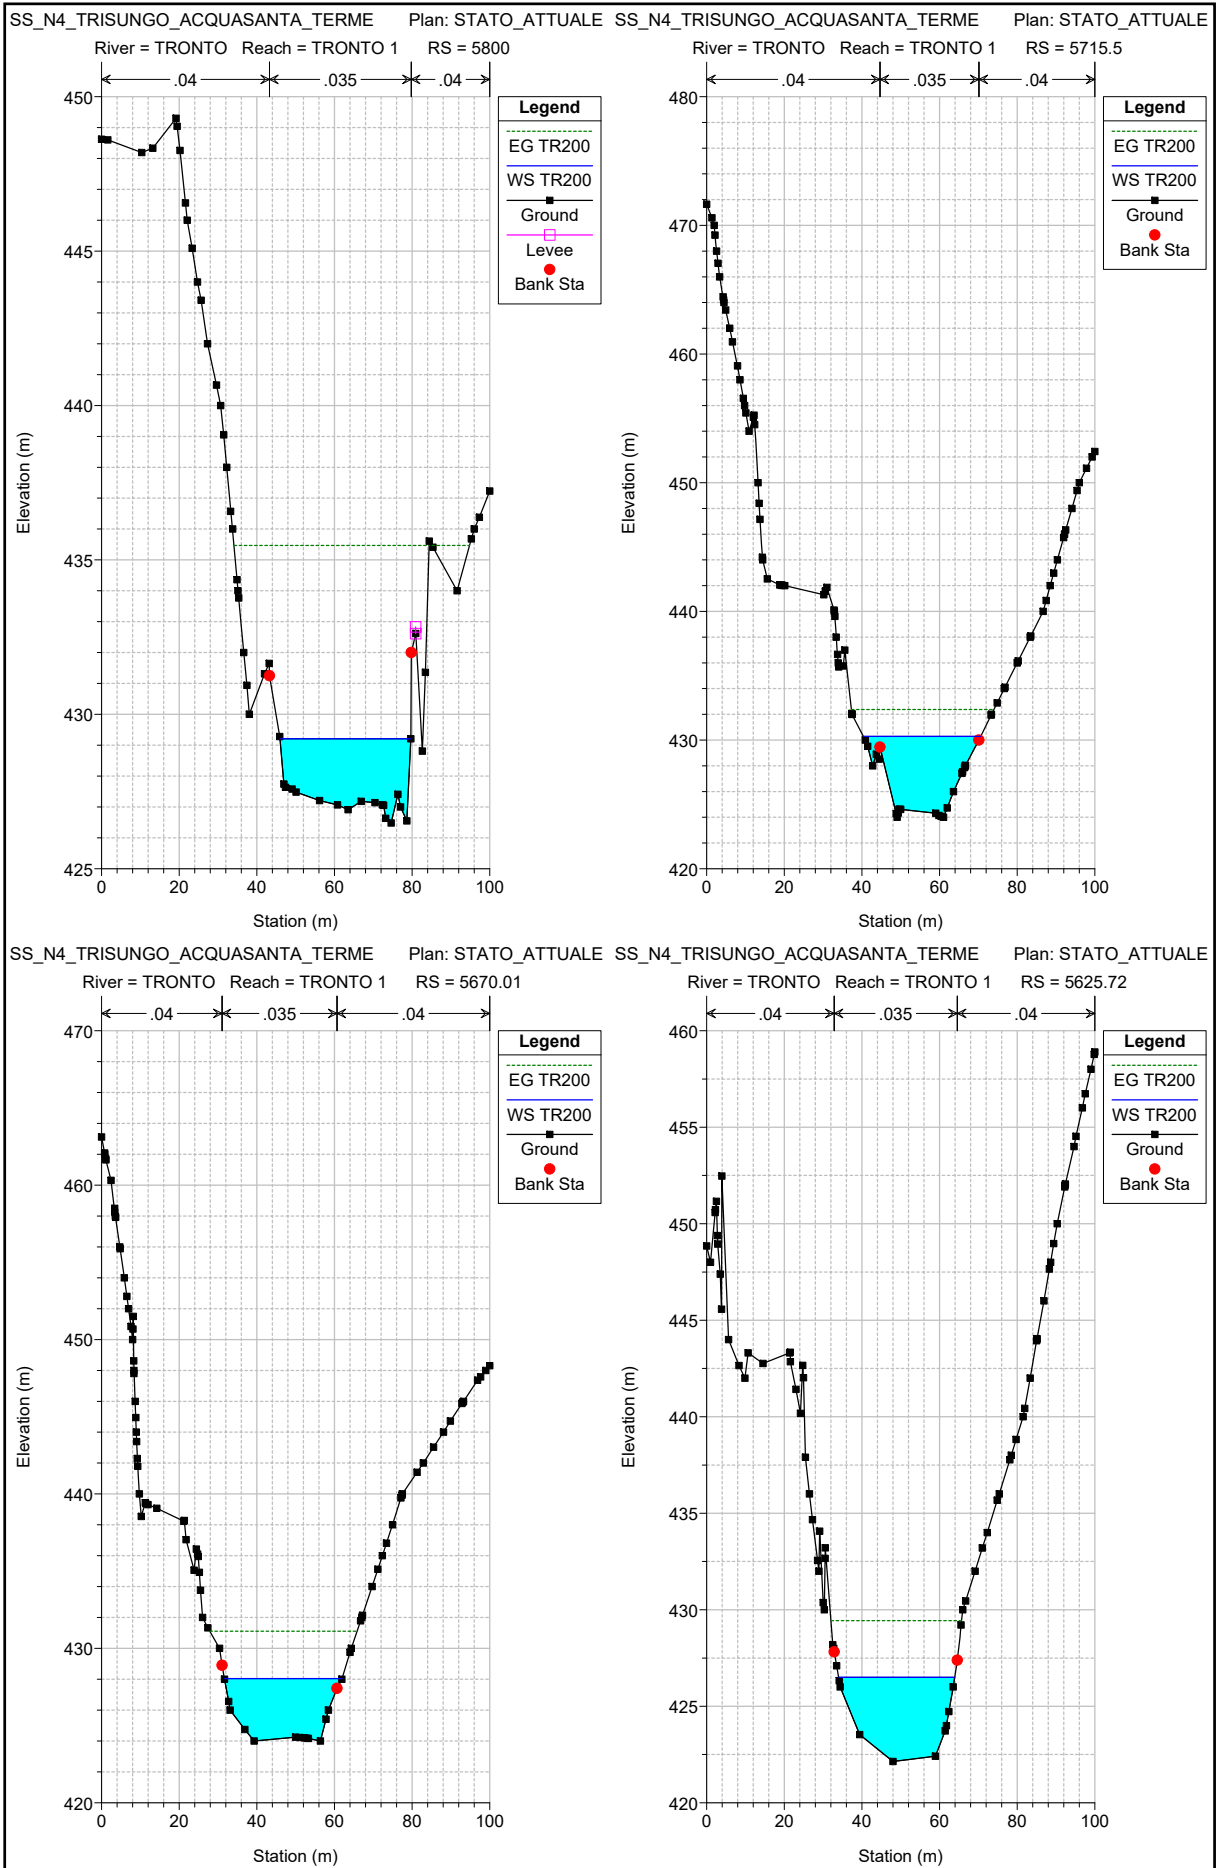 SS_N4_TRISUNGO_ACQUASANTA_TERME Plan: STATO_ATTUALE
River = TRONTO Reach = TRONTO 1 RS = 5800
.04 .035 .04
Legend
EG TR200
WS TR200
Ground
Levee
Bank Sta
450
445
440
435
430
425
0 20 40 60 80 100
Elevation (m)
Station (m)
SS_N4_TRISUNGO_ACQUASANTA_TERME Plan: STATO_ATTUALE
River = TRONTO Reach = TRONTO 1 RS = 5715.5
.04 .035 .04
Legend
EG TR200
WS TR200
Ground
Bank Sta
480
470
460
450
440
430
420
0 20 40 60 80 100
Elevation (m)
Station (m)
SS_N4_TRISUNGO_ACQUASANTA_TERME Plan: STATO_ATTUALE
River = TRONTO Reach = TRONTO 1 RS = 5670.01
.04 .035 .04
Legend
EG TR200
WS TR200
Ground
Bank Sta
470
460
450
440
430
420
0 20 40 60 80 100
Elevation (m)
Station (m)
SS_N4_TRISUNGO_ACQUASANTA_TERME Plan: STATO_ATTUALE
River = TRONTO Reach = TRONTO 1 RS = 5625.72
.04 .035 .04
Legend
EG TR200
WS TR200
Ground
Bank Sta
460
455
450
445
440
435
430
425
420
0 20 40 60 80 100
Elevation (m)
Station (m)